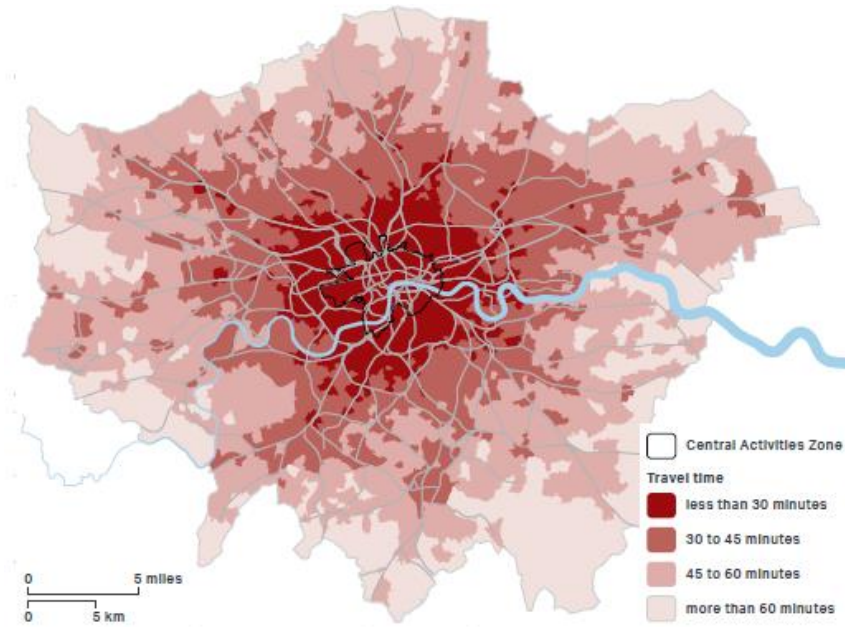 Central Activities Zone
Travel time
less than 30 minutes
30 to 45 minutes
45 to 60 minutes
more than 60 minutes
0 5 miles
0 5 km